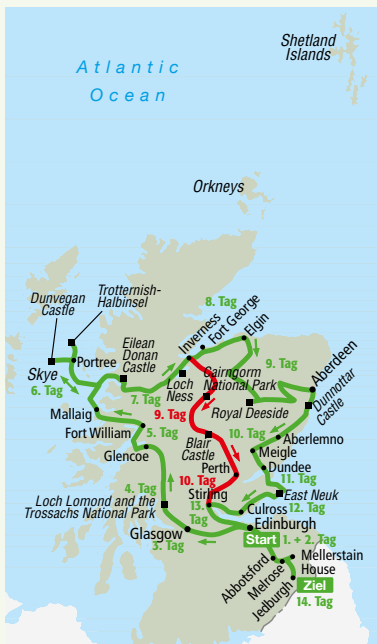 Shetland
Islands
Atlantic
Ocean
Orkneys
Dunvegan
Castle
Trotternish-
Halbinsel
8. Tag
Inverness
Fort George
Elgin
Eilean
Donan
Castle
9. Tag
Skye
Portree
6. Tag
7. Tag
Loch
Ness
Cairngorm
National Park
Aberdeen
Dunnottar
Castle
Royal Deeside
9. Tag
Mallaig
Fort William
5. Tag
Blair
Castle
10. Tag
Aberlemno
Glencoe
Meigle
Perth
Dundee
11. Tag
10. Tag
4. Tag
Loch Lomond and the
Trossachs National Park
Stirling
13.
Tag
East Neuk
12. Tag
Culross
Glasgow
3. Tag
Edinburgh
Start
1. + 2. Tag
Abbotsford
Melrose
Jedburgh
Mellerstain
House
Ziel
14. Tag